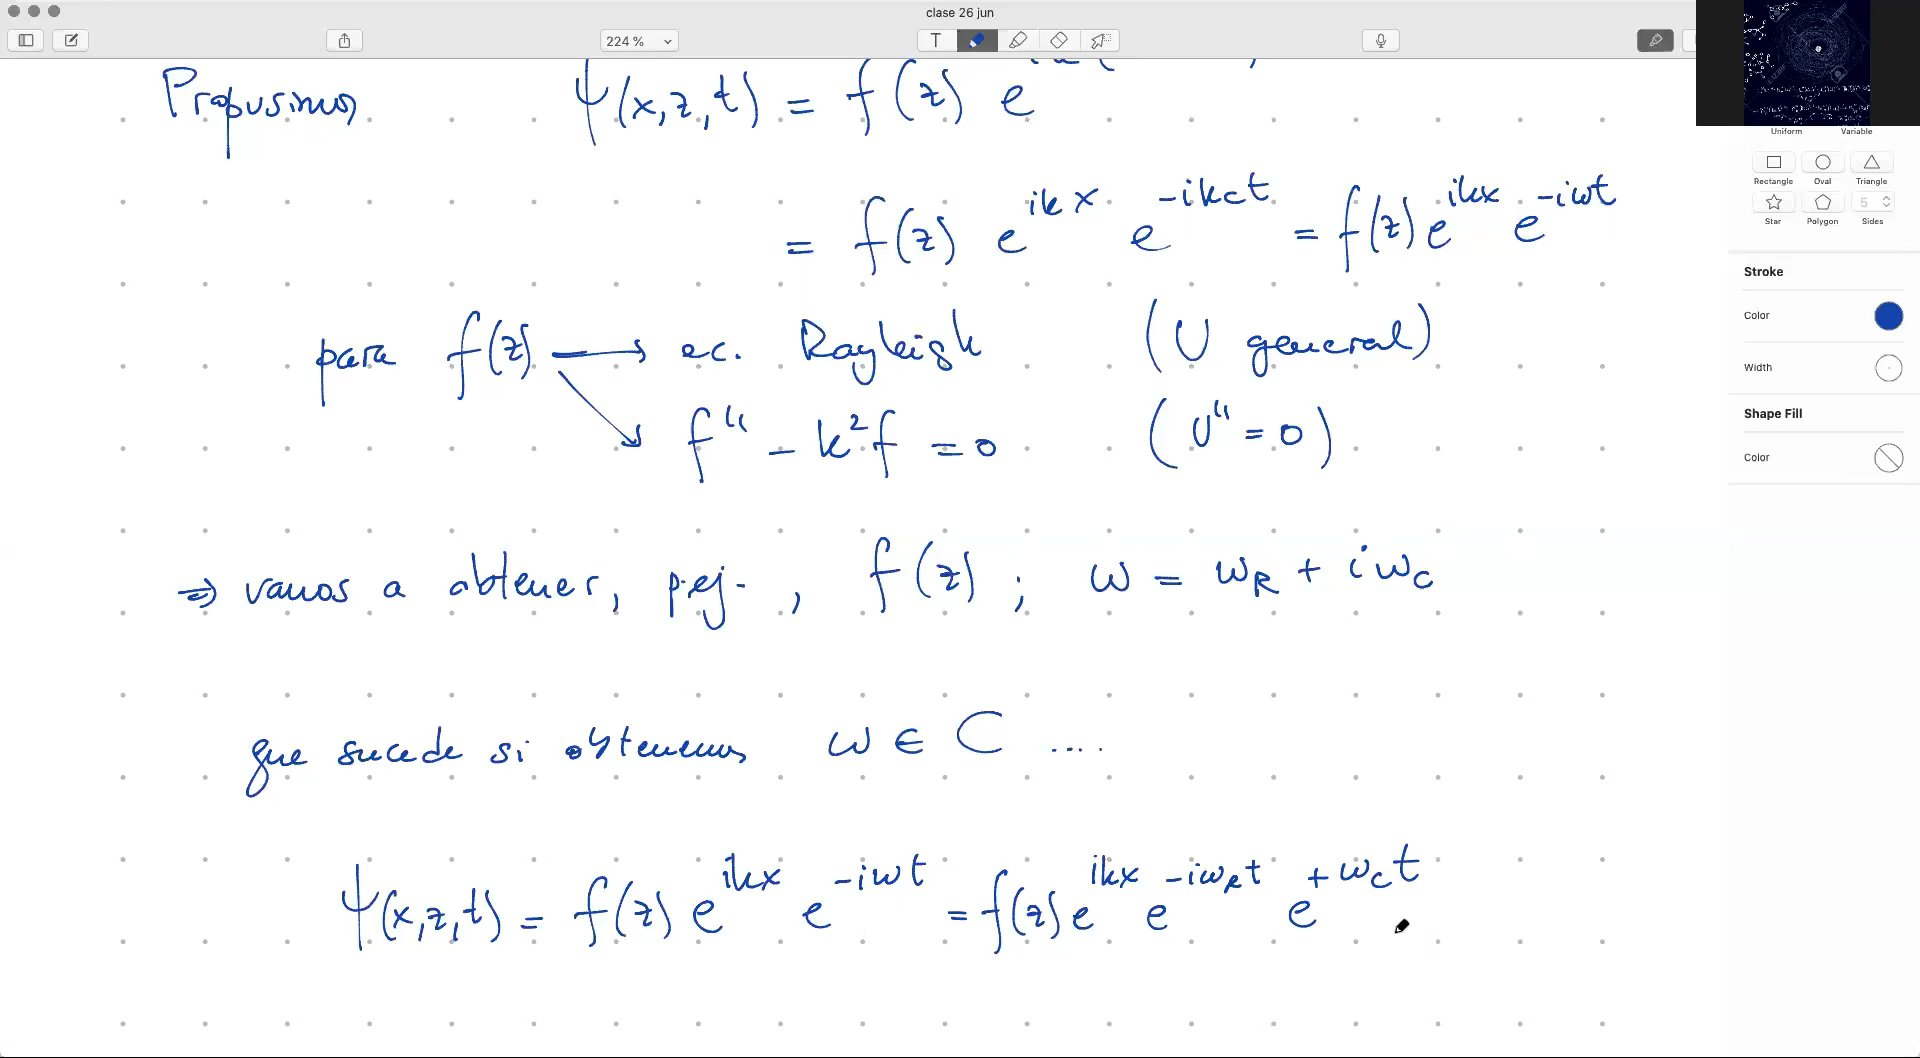 clase 26 jun
224 %
T
Uniform Variable
Rectangle Oval Triangle
5
Star Polygon Sides
Stroke
Color
Width
Shape Fill
Color
Propusimos ψ(x,z,t) = f(z) e
= f(z) e^{ikx} e^{-ikct} = f(z) e^{ikx} e^{-iωt}
para f(z) → ec. Rayleigh (U general)
↘ f'' - k²f = 0 (U'' = 0)
⇒ vamos a obtener, p.ej., f(z); ω = ω_R + iω_C
que sucede si obtenemos ω ∈ C ....
ψ(x,z,t) = f(z) e^{ikx} e^{-iωt} = f(z) e^{ikx} e^{-iω_R t} e^{+ω_C t}